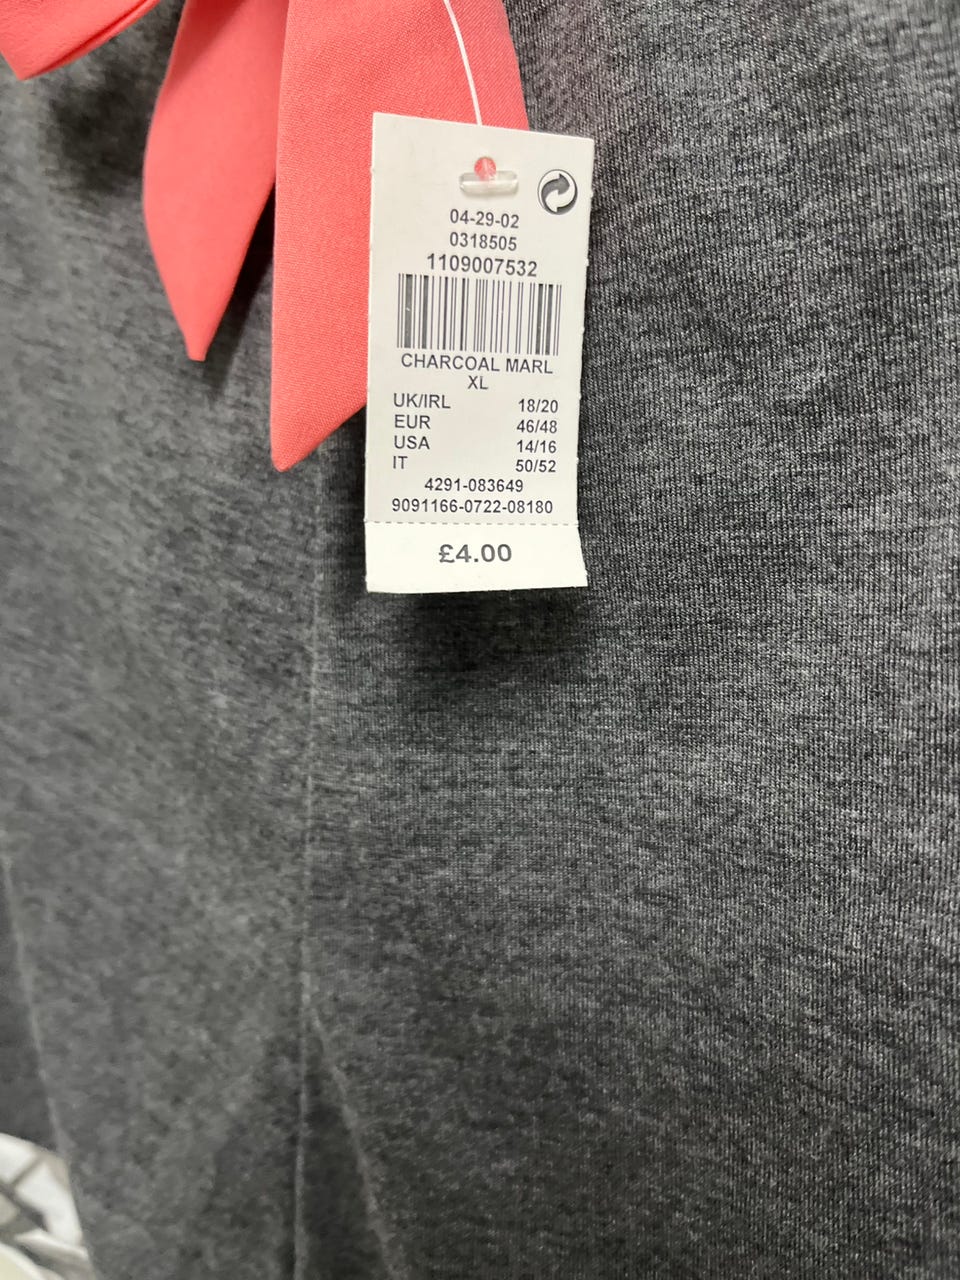 04-29-02
0318505
1109007532
CHARCOAL MARL
XL
UK/IRL 18/20
EUR 46/48
USA 14/16
IT 50/52
4291-083649
9091166-0722-08180
£4.00